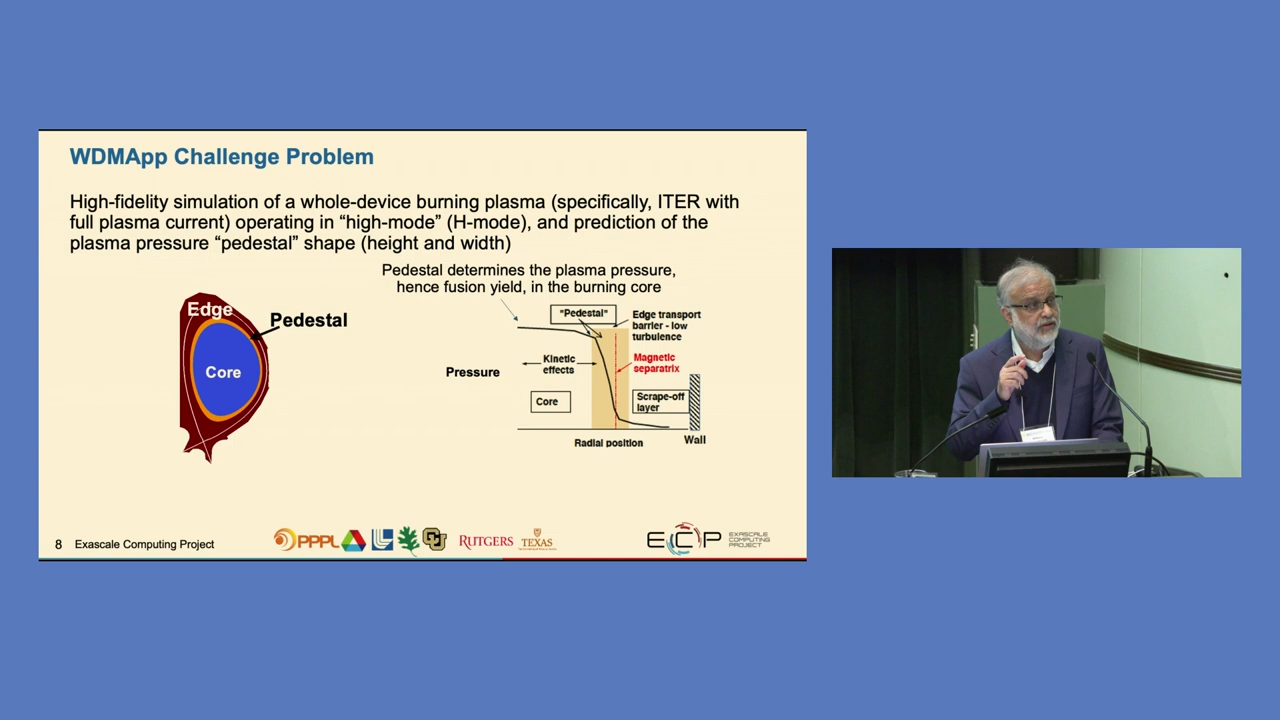 WDMApp Challenge Problem
High-fidelity simulation of a whole-device burning plasma (specifically, ITER with
full plasma current) operating in “high-mode” (H-mode), and prediction of the
plasma pressure “pedestal” shape (height and width)
Pedestal determines the plasma pressure,
hence fusion yield, in the burning core
Edge
Pedestal
Core
"Pedestal"
Edge transport
barrier - low
turbulence
Kinetic
effects
Magnetic
separatrix
Pressure
Core
Scrape-off
layer
Radial position
Wall
8 Exascale Computing Project
PPPL
CU
RUTGERS
TEXAS
ECP
EXASCALE
COMPUTING
PROJECT